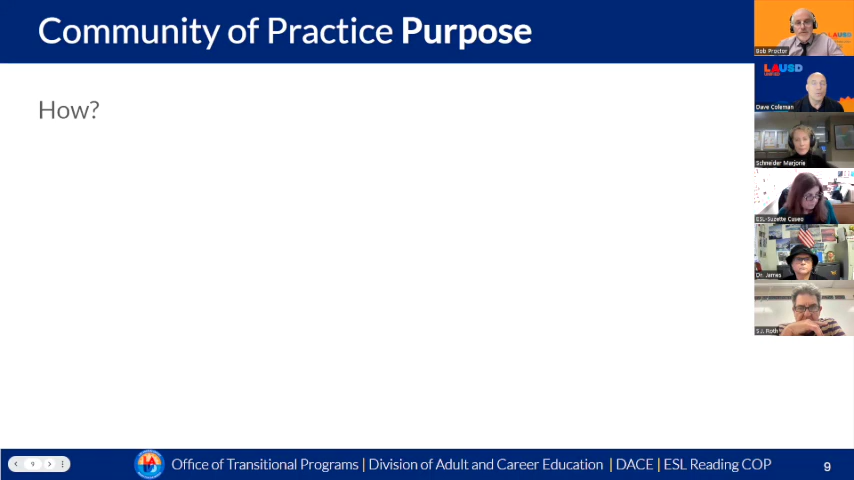 Community of Practice Purpose
How?
Bob Proctor
LAUSD
UNIFIED
Dave Coleman
Schneider Marjorie
ESL-Suzette Caseo
Dr. James
S.J. Roth
9
Office of Transitional Programs | Division of Adult and Career Education | DACE | ESL Reading COP
9